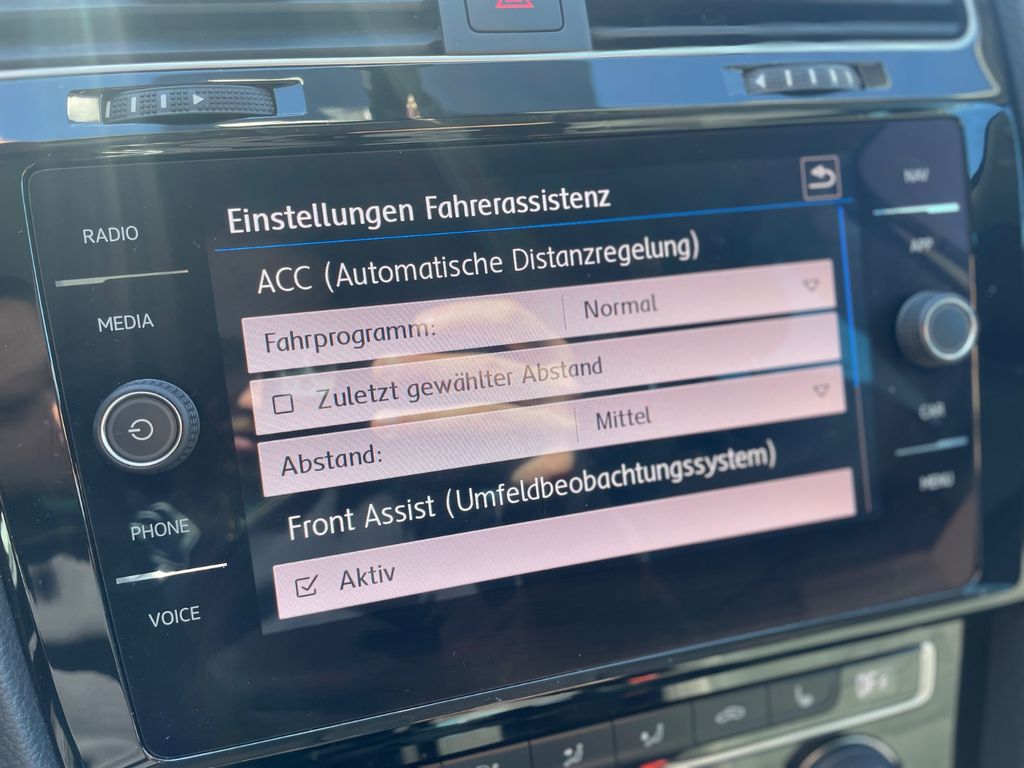 RADIO
MEDIA
PHONE
VOICE
Einstellungen Fahrerassistenz
ACC (Automatische Distanzregelung)
Fahrprogramm: Normal
Zuletzt gewählter Abstand
Abstand: Mittel
Front Assist (Umfeldbeobachtungssystem)
Aktiv
NAV
APP
CAR
MENU